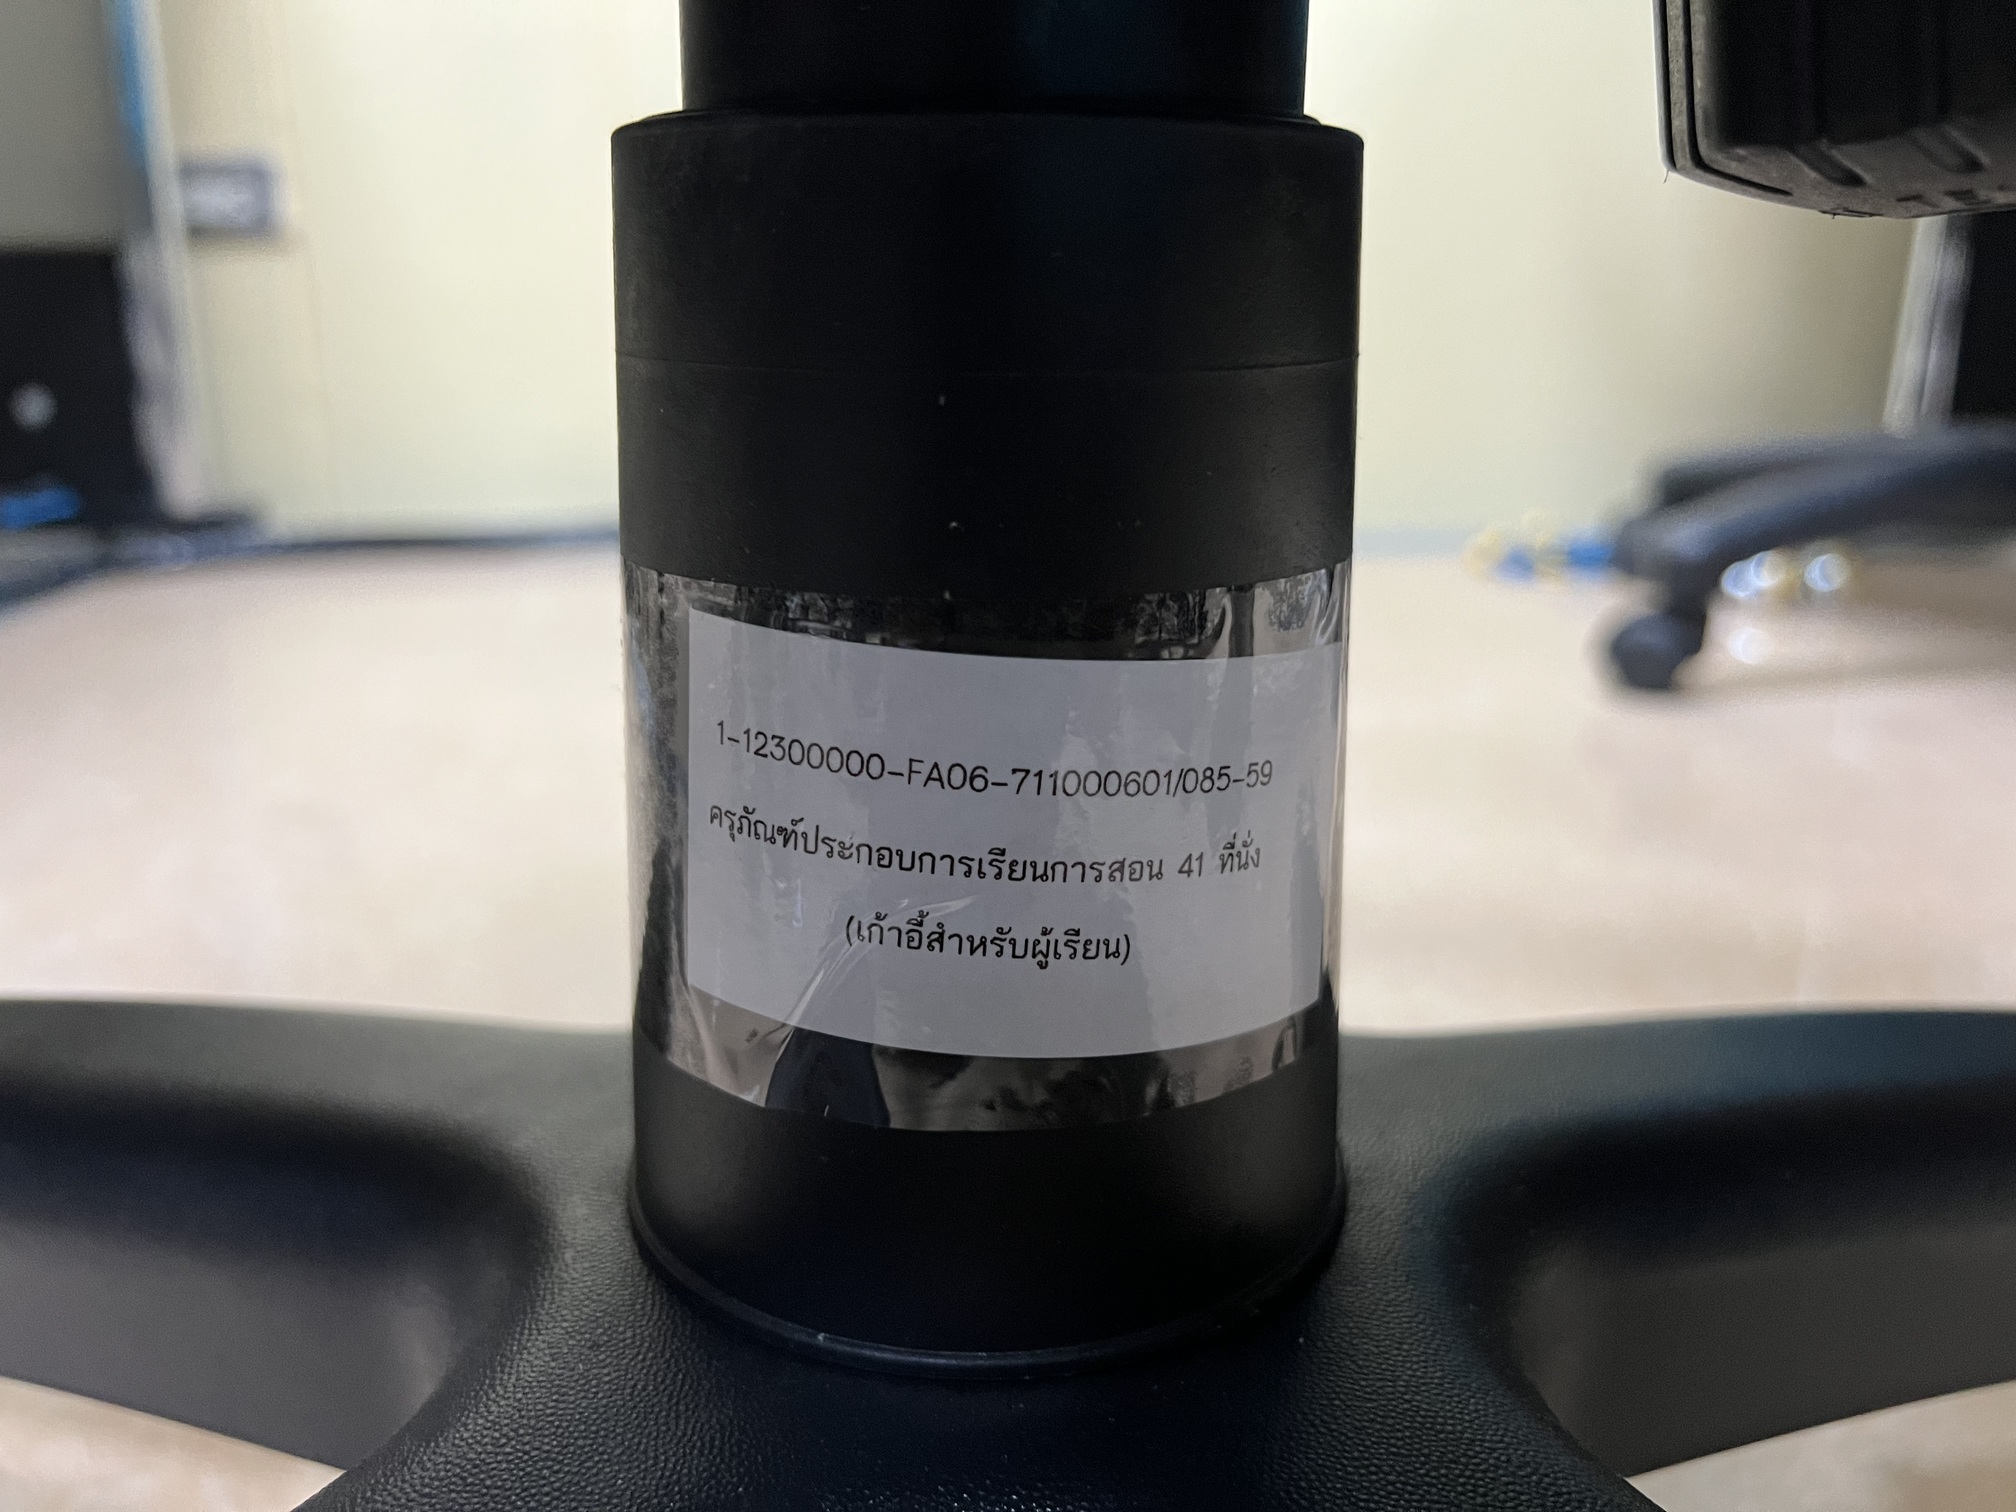 1-12300000-FA06-711000601/085-59
ครุภัณฑ์ประกอบการเรียนการสอน 41 ที่นั่ง
(เก้าอี้สำหรับผู้เรียน)